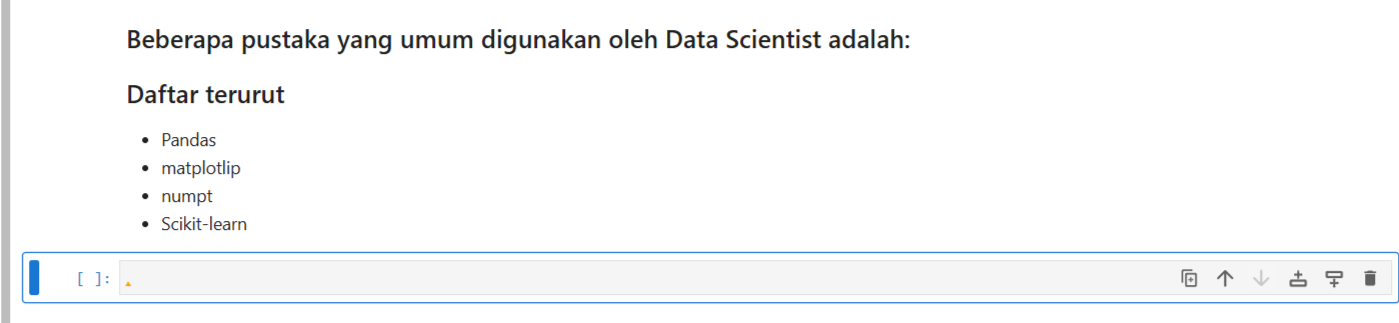 Beberapa pustaka yang umum digunakan oleh Data Scientist adalah:
Daftar terurut
• Pandas
• matplotlip
• numpt
• Scikit-learn
[ ]: